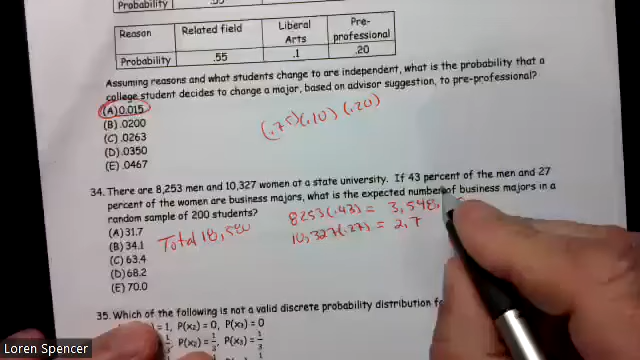 Probability .55
Reason Related field Liberal Arts Pre-professional
Probability .55 .1 .20
Assuming reasons and what students change to are independent, what is the probability that a
college student decides to change a major, based on advisor suggestion, to pre-professional?
(A) 0.015
(B) .0200
(C) .0263
(D) .0350
(E) .0467
(.75)(.10)(.20)
34. There are 8,253 men and 10,327 women at a state university. If 43 percent of the men and 27
percent of the women are business majors, what is the expected number of business majors in a
random sample of 200 students?
(A) 31.7
(B) 34.1
(C) 63.4
(D) 68.2
(E) 70.0
Total 18,580
8253(.43) = 3,548.
10,327(.27) = 2,7
35. Which of the following is not a valid discrete probability distribution fo
= 1, P(x₂) = 0, P(x₃) = 0
Loren Spencer